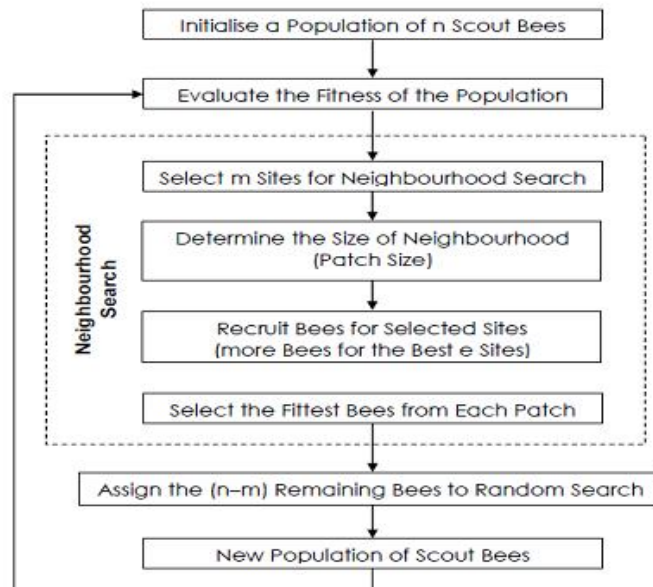 Initialise a Population of n Scout Bees
Evaluate the Fitness of the Population
Neighbourhood
Search
Select m Sites for Neighbourhood Search
Determine the Size of Neighbourhood
(Patch Size)
Recruit Bees for Selected Sites
(more Bees for the Best e Sites)
Select the Fittest Bees from Each Patch
Assign the (n–m) Remaining Bees to Random Search
New Population of Scout Bees